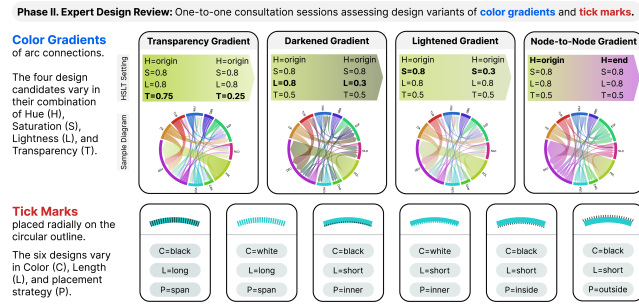 Phase II. Expert Design Review: One-to-one consultation sessions assessing design variants of color gradients and tick marks.
Color Gradients
of arc connections.
The four design
candidates vary in
their combination
of Hue (H),
Saturation (S),
Lightness (L), and
Transparency (T).
HSLT Setting
Sample Diagram
Transparency Gradient
H=origin H=origin
S=0.8 S=0.8
L=0.8 L=0.8
T=0.75 T=0.25
Darkened Gradient
H=origin H=origin
S=0.8 S=0.8
L=0.8 L=0.3
T=0.5 T=0.5
Lightened Gradient
H=origin H=origin
S=0.8 S=0.3
L=0.8 L=0.8
T=0.5 T=0.5
Node-to-Node Gradient
H=origin H=end
S=0.8 S=0.8
L=0.8 L=0.8
T=0.5 T=0.5
Tick Marks
placed radially on the
circular outline.
The six designs vary
in Color (C), Length
(L), and placement
strategy (P).
C=black
L=long
P=span
C=white
L=long
P=span
C=black
L=short
P=inner
C=white
L=short
P=inner
C=black
L=short
P=inside
C=black
L=short
P=outside